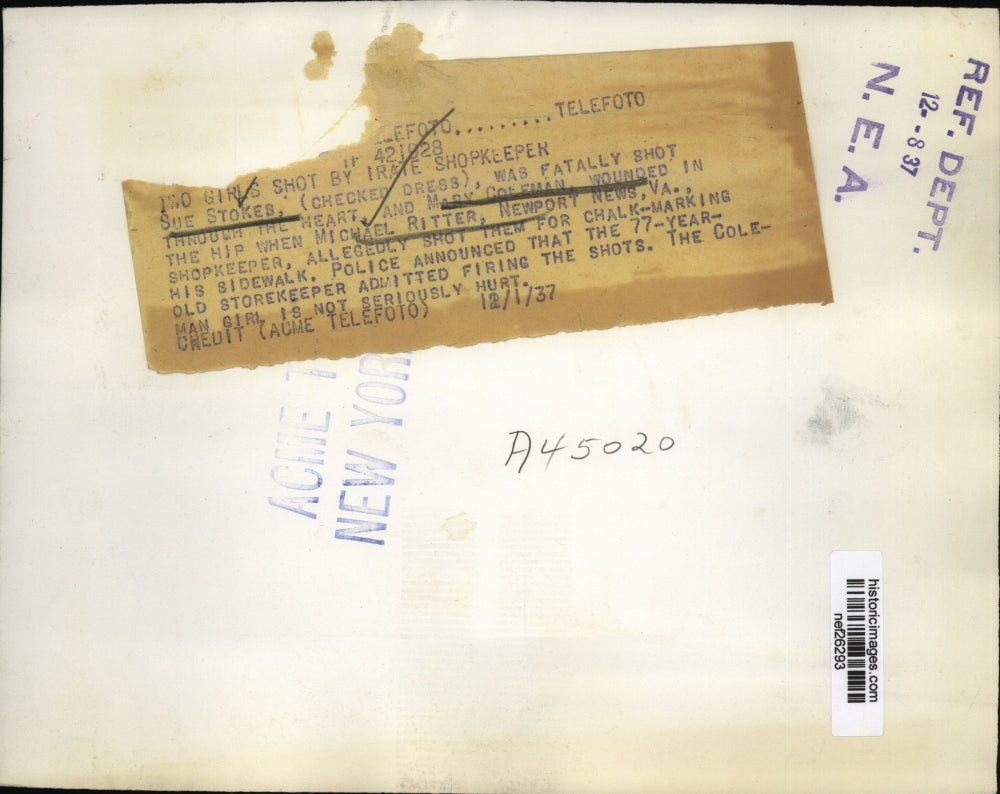 LEFOTO.........TELEFOTO
421828
TWO GIRLS SHOT BY IRATE SHOPKEEPER
SUE STOKES, (CHECKED DRESS), WAS FATALLY SHOT
THROUGH THE HEART, AND MARY COLEMAN, WOUNDED IN
THE HIP WHEN MICHAEL RITTER, NEWPORT NEWS, VA.,
SHOPKEEPER, ALLEGEDLY SHOT THEM FOR CHALK-MARKING
HIS SIDEWALK. POLICE ANNOUNCED THAT THE 77-YEAR-
OLD STOREKEEPER ADMITTED FIRING THE SHOTS. THE COLE-
MAN GIRL IS NOT SERIOUSLY HURT.
CREDIT (ACME TELEFOTO) 12/1/37
REF. DEPT.
12--8 37
N. E. A.
ACME
NEW YOR
A45020
historicimages.com
nef26293